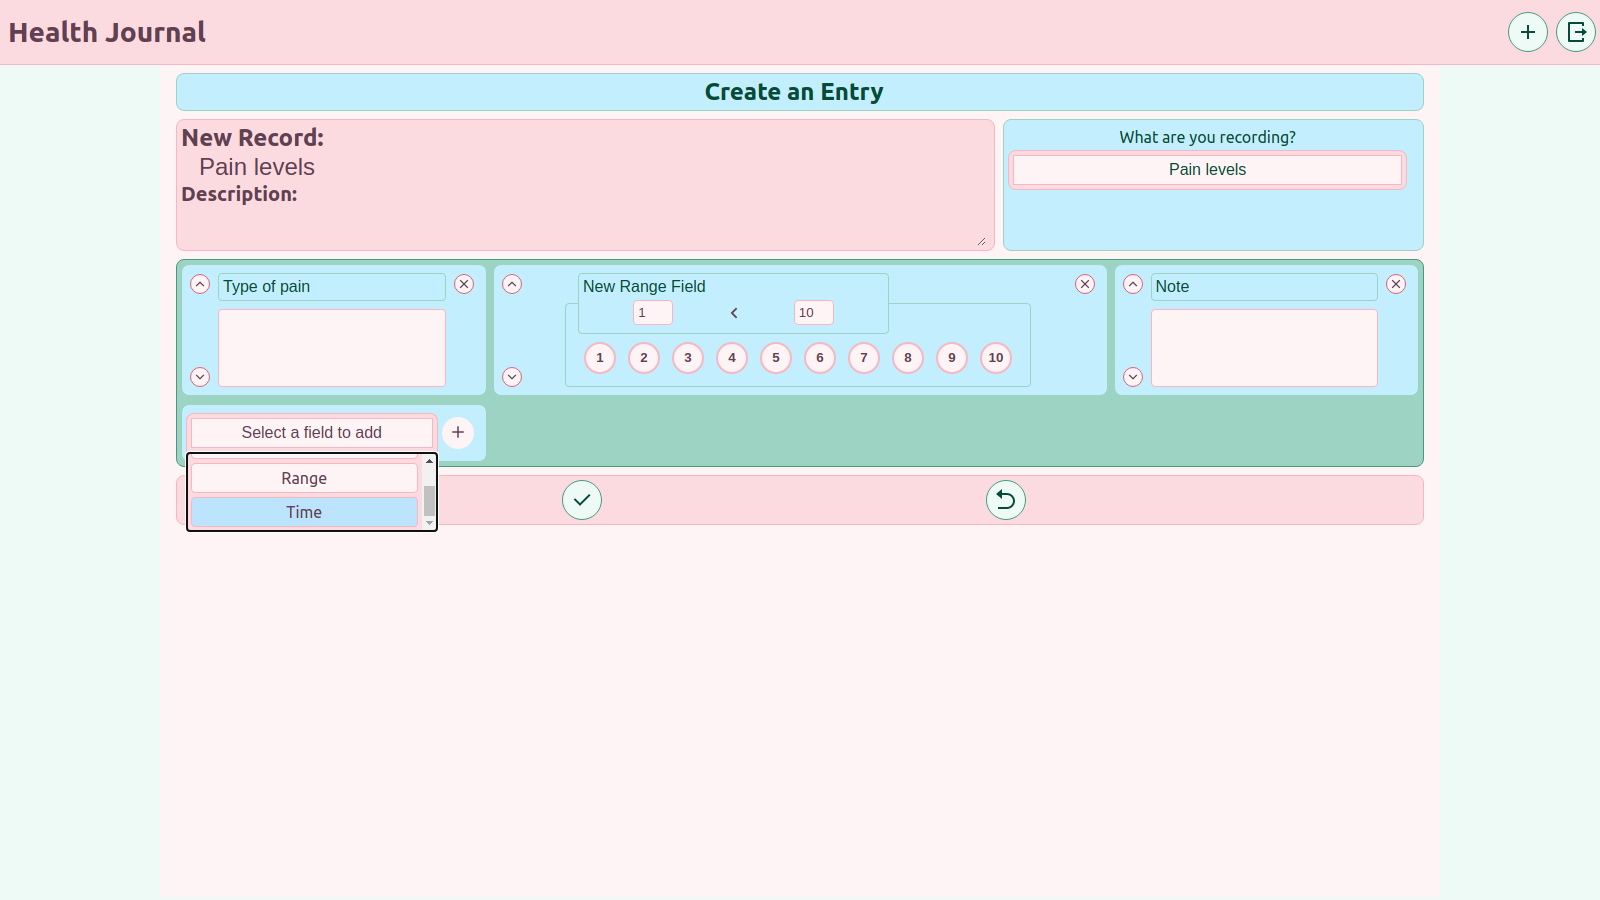 Health Journal
Create an Entry
New Record:
Pain levels
Description:
What are you recording?
Pain levels
Type of pain
New Range Field
1 < 10
1 2 3 4 5 6 7 8 9 10
Note
Select a field to add
Range
Time